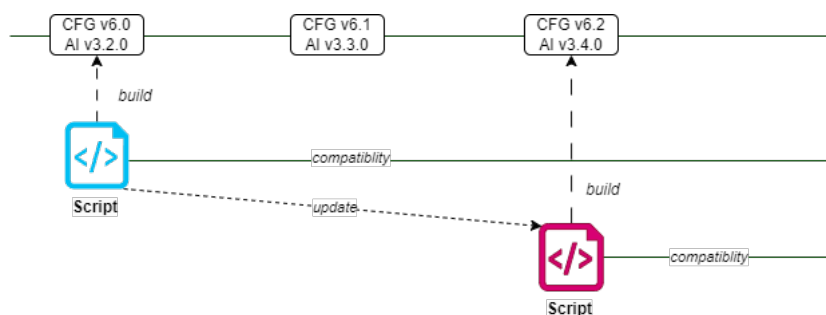 CFG v6.0
AI v3.2.0
CFG v6.1
AI v3.3.0
CFG v6.2
AI v3.4.0
build
</>
compatiblity
Script
update
build
</>
compatiblity
Script